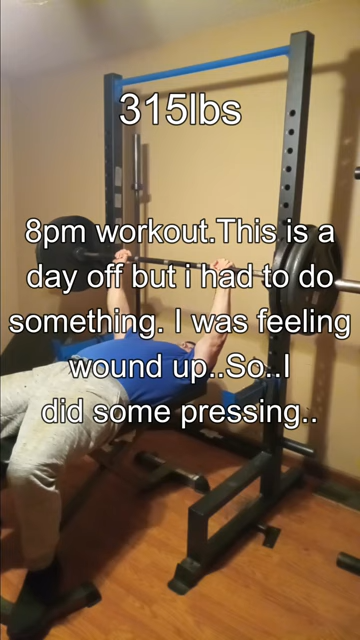 315lbs
8pm workout.This is a
day off but i had to do
something. I was feeling
wound up..So..I
did some pressing..